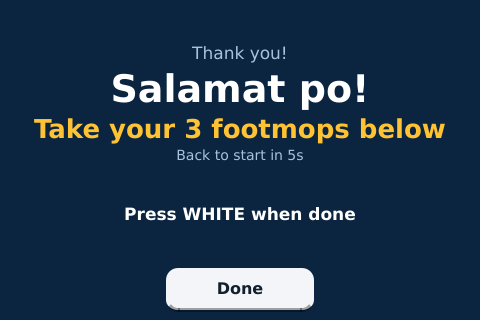 Thank you!
Salamat po!
Take your 3 footmops below
Back to start in 5s
Press WHITE when done
Done